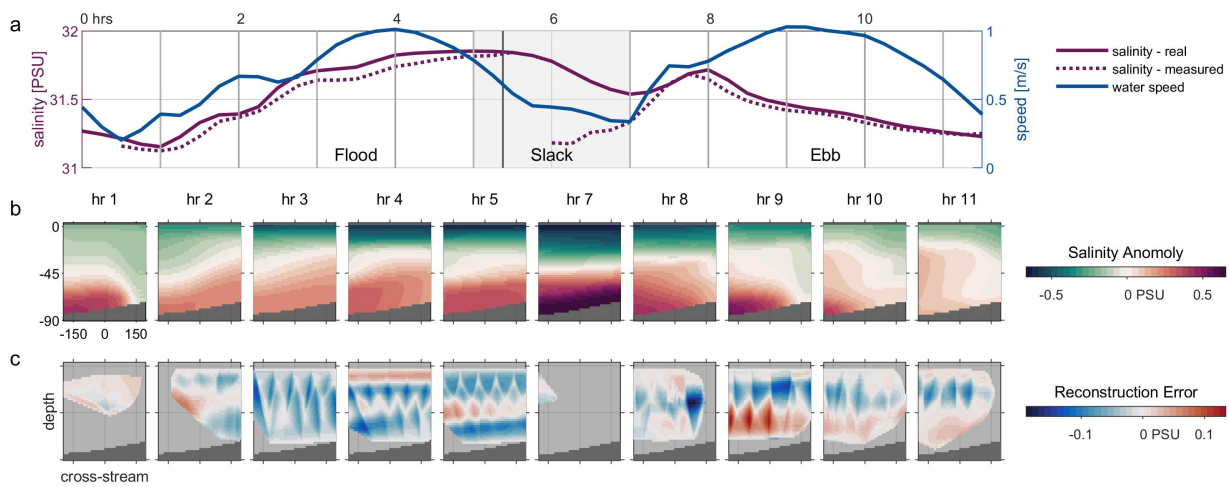 a
0 hrs 2 4 6 8 10
32
31.5
31
salinity [PSU]
Flood Slack Ebb
1
0.5
0
speed [m/s]
salinity - real
salinity - measured
water speed
hr 1 hr 2 hr 3 hr 4 hr 5 hr 7 hr 8 hr 9 hr 10 hr 11
b
0
-45
-90
-150 0 150
Salinity Anomoly
-0.5 0 PSU 0.5
c
depth
cross-stream
Reconstruction Error
-0.1 0 PSU 0.1